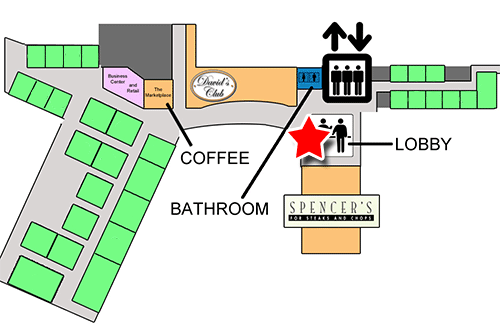 Business
Center
and
Retail
The
Marketplace
David's
Club
COFFEE
BATHROOM
LOBBY
SPENCER'S
FOR STEAKS AND CHOPS